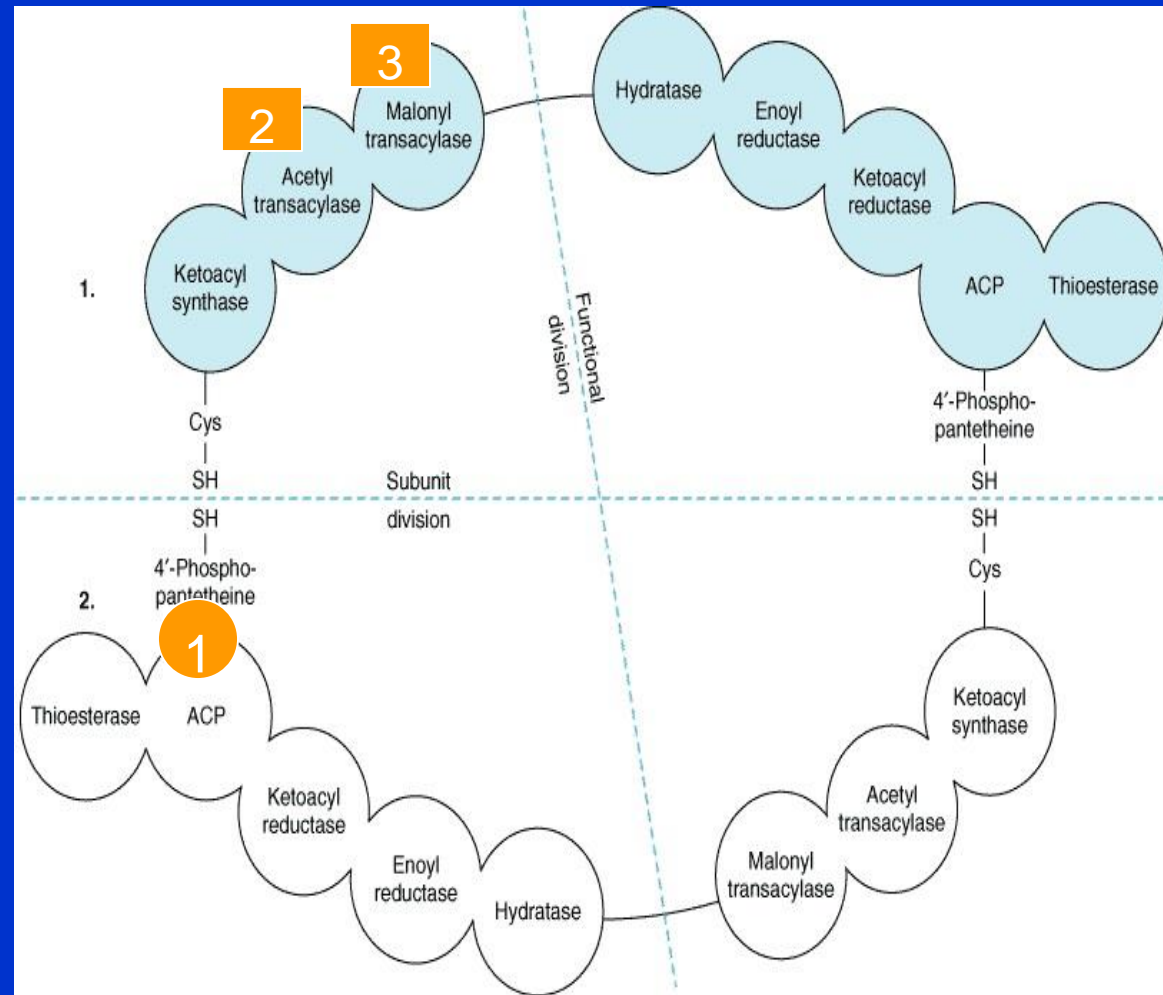 3
2
Malonyl
transacylase
Acetyl
transacylase
Ketoacyl
synthase
1.
Cys
SH
Hydratase
Enoyl
reductase
Ketoacyl
reductase
ACP
Thioesterase
4'-Phospho-
pantetheine
SH
Functional
division
Subunit
division
SH
4'-Phospho-
pantetheine
2.
1
Thioesterase
ACP
Ketoacyl
reductase
Enoyl
reductase
Hydratase
SH
Cys
Ketoacyl
synthase
Acetyl
transacylase
Malonyl
transacylase